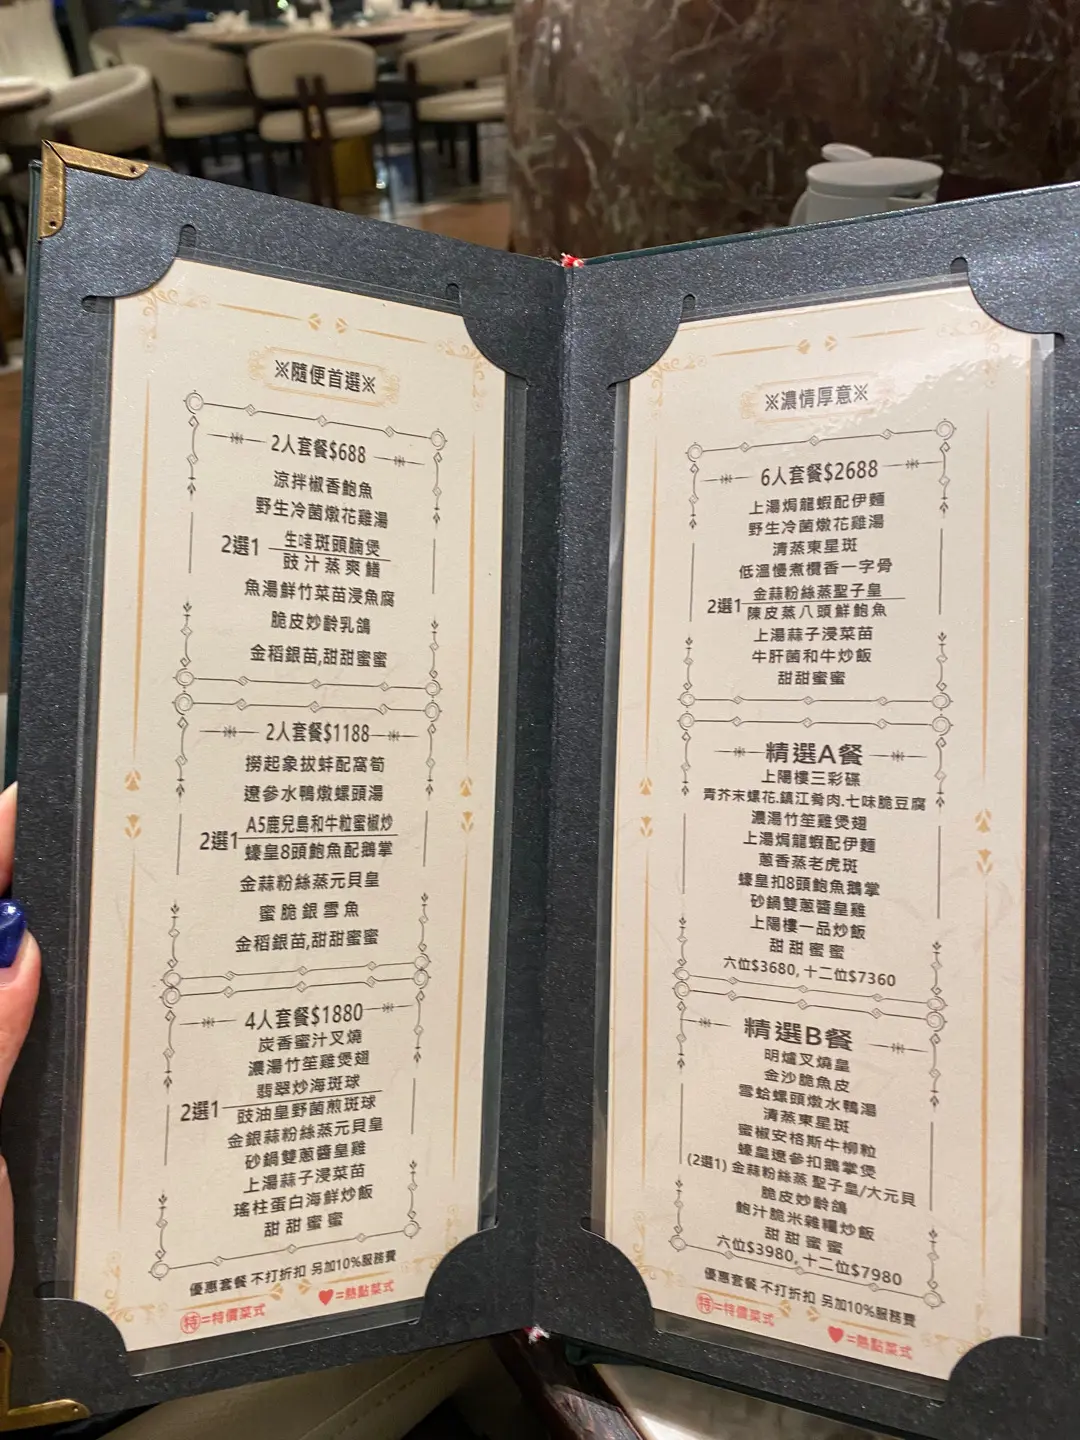 ※隨便首選※
2人套餐$688
涼拌椒香鮑魚
野生冷菌燉花雞湯
2選1
生啫斑頭腩煲
豉汁蒸爽鱔
魚湯鮮竹菜苗浸魚腐
脆皮妙齡乳鴿
金稻銀苗,甜甜蜜蜜
2人套餐$1188
撈起象拔蚌配窩筍
遼參水鴨燉螺頭湯
2選1
A5鹿兒島和牛粒蜜椒炒
蠔皇8頭鮑魚配鵝掌
金蒜粉絲蒸元貝皇
蜜脆銀雪魚
金稻銀苗,甜甜蜜蜜
4人套餐$1880
炭香蜜汁叉燒
濃湯竹笙雞煲翅
2選1
翡翠炒海斑球
豉油皇野菌煎斑球
金銀蒜粉絲蒸元貝皇
砂鍋雙蔥醬皇雞
上湯蒜子浸菜苗
瑤柱蛋白海鮮炒飯
甜甜蜜蜜
優惠套餐 不打折扣 另加10%服務費
特=特價菜式
♥=熱點菜式
※濃情厚意※
6人套餐$2688
上湯焗龍蝦配伊麵
野生冷菌燉花雞湯
清蒸東星斑
低溫慢煮欖香一字骨
2選1
金蒜粉絲蒸聖子皇
陳皮蒸八頭鮮鮑魚
上湯蒜子浸菜苗
牛肝菌和牛炒飯
甜甜蜜蜜
精選A餐
上陽樓三彩碟
青芥末螺花.鎮江肴肉.七味脆豆腐
濃湯竹笙雞煲翅
上湯焗龍蝦配伊麵
蔥香蒸老虎斑
蠔皇扣8頭鮑魚鵝掌
砂鍋雙蔥醬皇雞
上陽樓一品炒飯
甜甜蜜蜜
六位$3680, 十二位$7360
精選B餐
明爐叉燒皇
金沙脆魚皮
雪蛤螺頭燉水鴨湯
清蒸東星斑
蜜椒安格斯牛柳粒
蠔皇遼參扣鵝掌煲
(2選1) 金蒜粉絲蒸 聖子皇/大元貝
脆皮妙齡鴿
鮑汁脆米雜糧炒飯
甜甜蜜蜜
六位$3980, 十二位$7980
優惠套餐 不打折扣 另加10%服務費
特=特價菜式
♥=熱點菜式